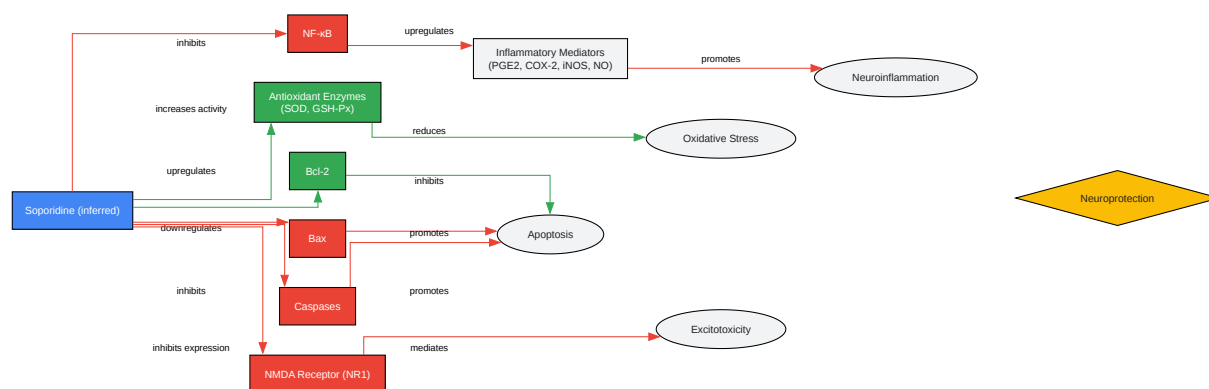 NF-κB
upregulates
inhibits
Inflammatory Mediators
(PGE2, COX-2, iNOS, NO)
promotes
Neuroinflammation
Antioxidant Enzymes
(SOD, GSH-Px)
increases activity
reduces
Oxidative Stress
Bcl-2
upregulates
inhibits
Neuroprotection
Soporidine (inferred)
downregulates
Bax
promotes
Apoptosis
inhibits
Caspases
promotes
Excitotoxicity
inhibits expression
mediates
NMDA Receptor (NR1)